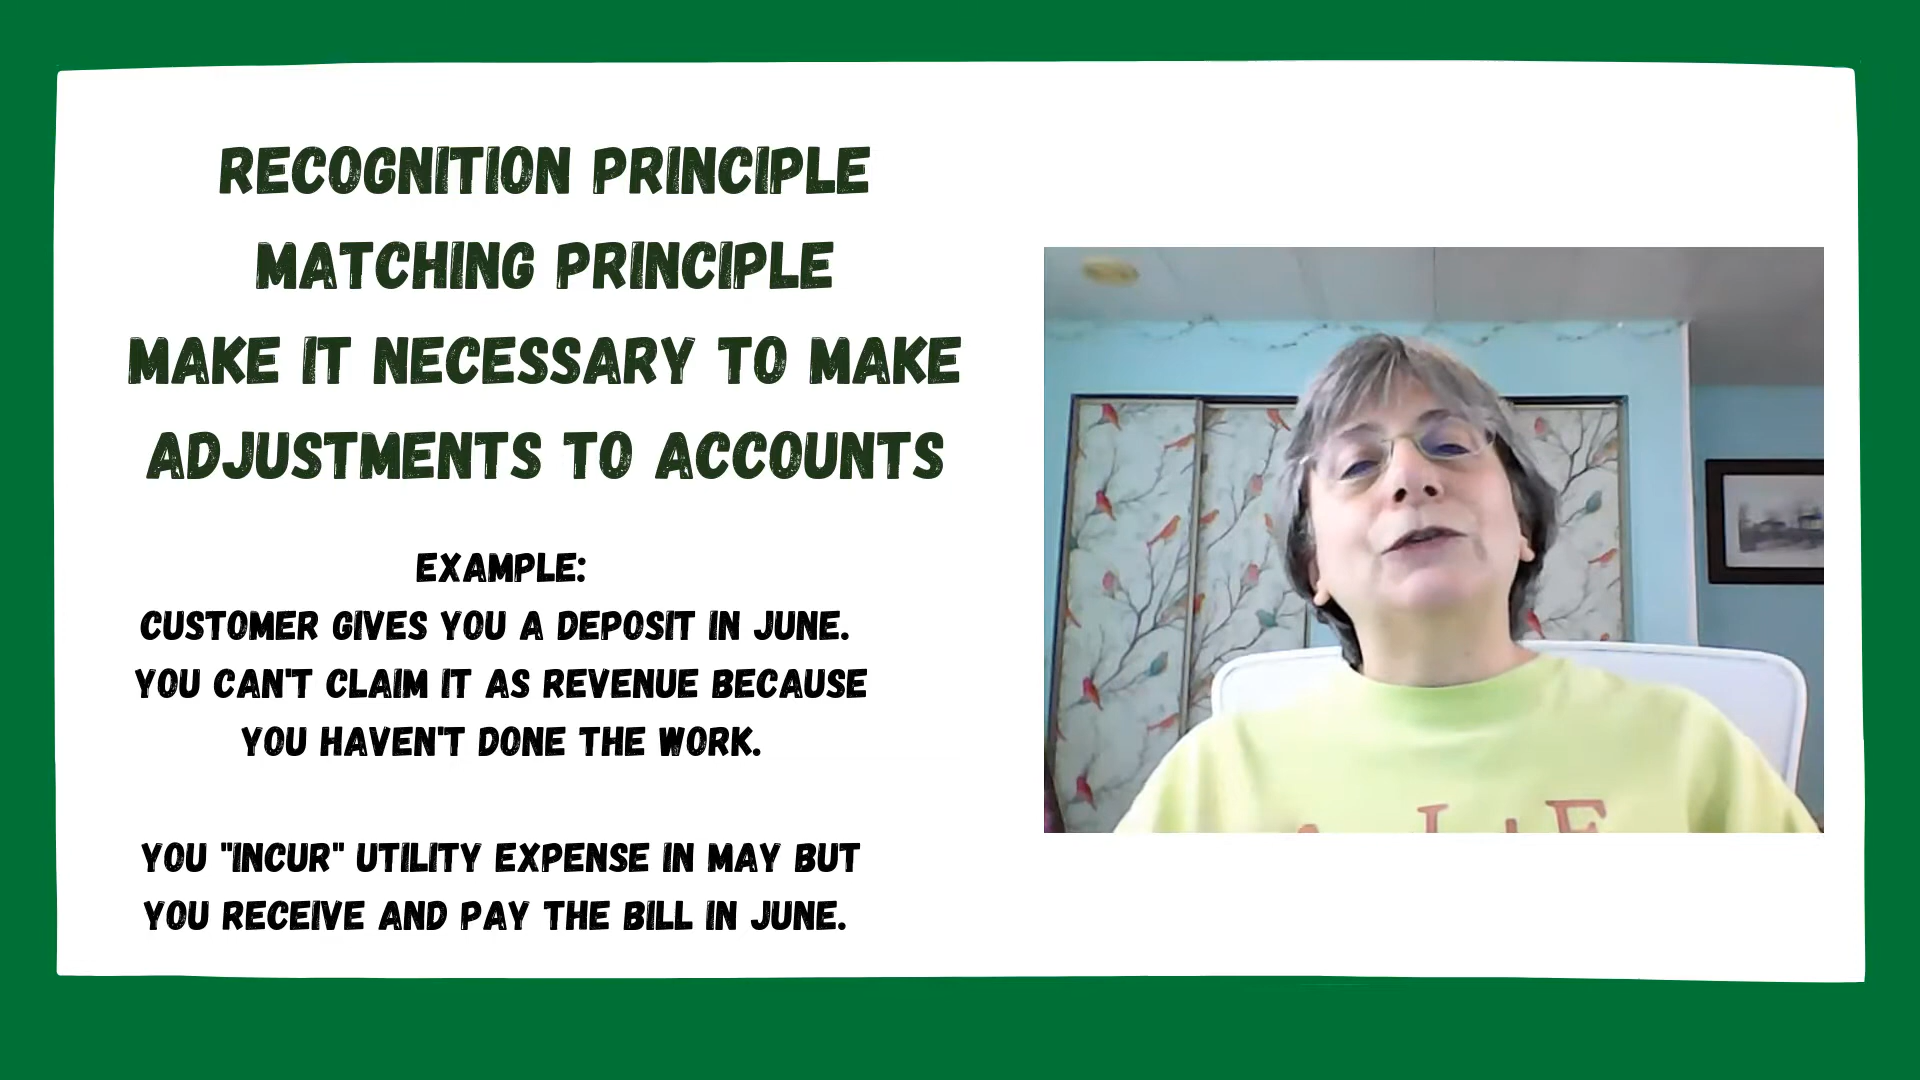 RECOGNITION PRINCIPLE
MATCHING PRINCIPLE
MAKE IT NECESSARY TO MAKE
ADJUSTMENTS TO ACCOUNTS
EXAMPLE:
CUSTOMER GIVES YOU A DEPOSIT IN JUNE.
YOU CAN'T CLAIM IT AS REVENUE BECAUSE
YOU HAVEN'T DONE THE WORK.
YOU "INCUR" UTILITY EXPENSE IN MAY BUT
YOU RECEIVE AND PAY THE BILL IN JUNE.